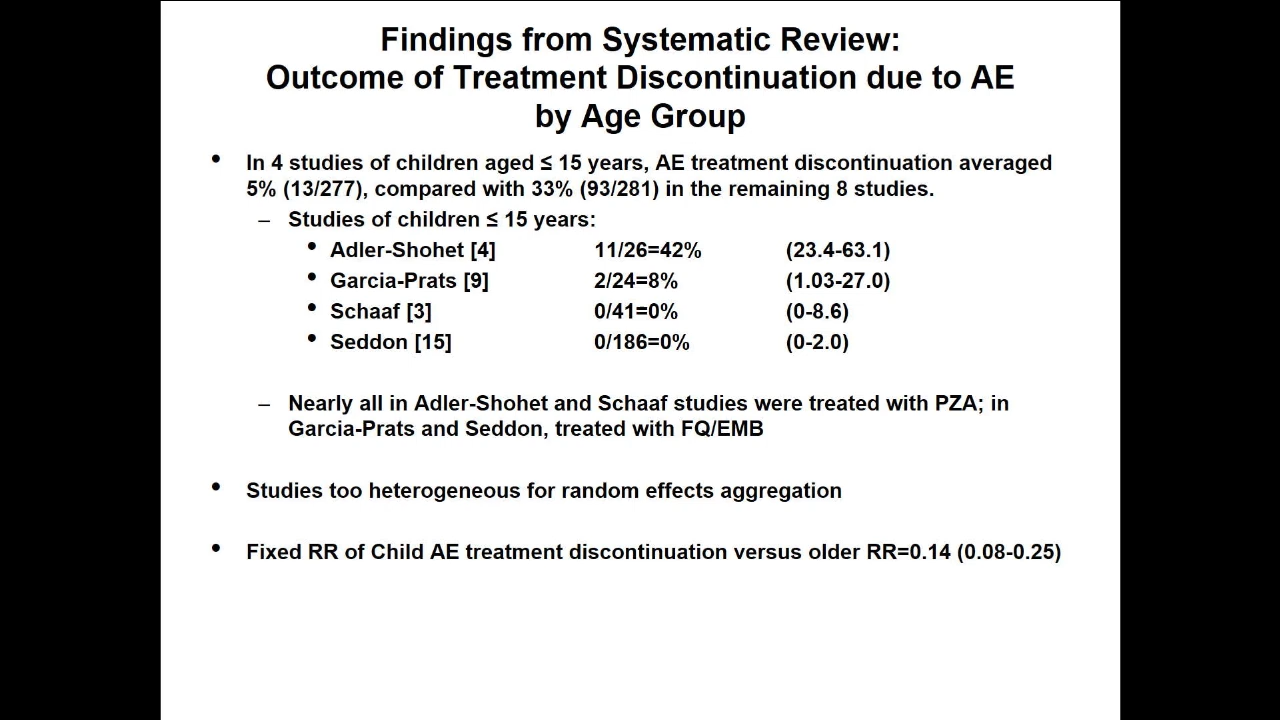 Findings from Systematic Review:
Outcome of Treatment Discontinuation due to AE
by Age Group
• In 4 studies of children aged ≤ 15 years, AE treatment discontinuation averaged
5% (13/277), compared with 33% (93/281) in the remaining 8 studies.
– Studies of children ≤ 15 years:
• Adler-Shohet [4] 11/26=42% (23.4-63.1)
• Garcia-Prats [9] 2/24=8% (1.03-27.0)
• Schaaf [3] 0/41=0% (0-8.6)
• Seddon [15] 0/186=0% (0-2.0)
– Nearly all in Adler-Shohet and Schaaf studies were treated with PZA; in
Garcia-Prats and Seddon, treated with FQ/EMB
• Studies too heterogeneous for random effects aggregation
• Fixed RR of Child AE treatment discontinuation versus older RR=0.14 (0.08-0.25)